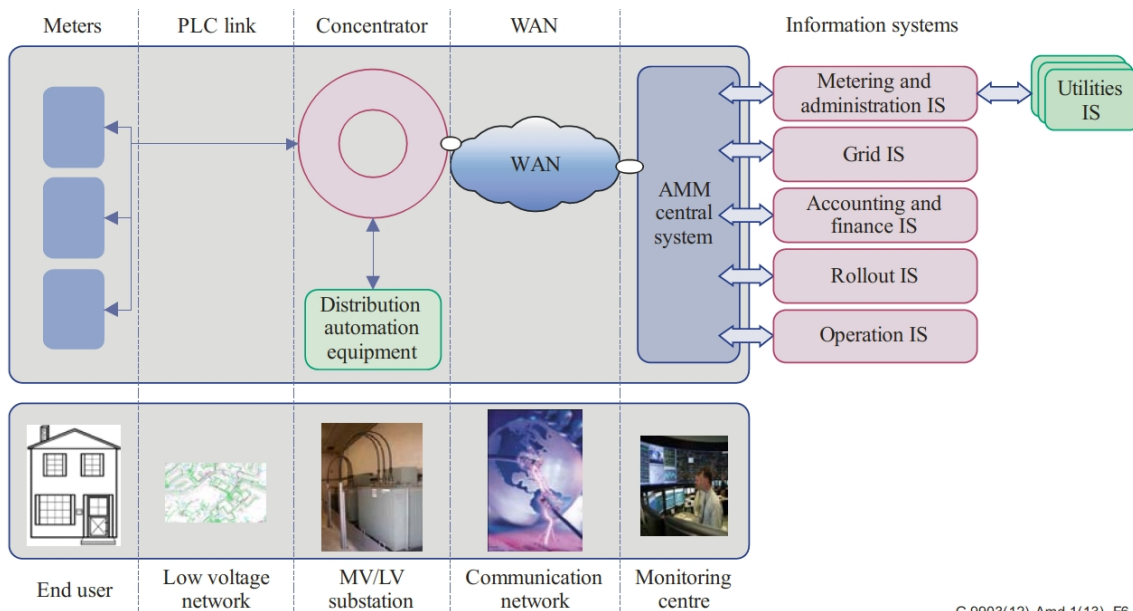 Meters
PLC link
Concentrator
WAN
Information systems
WAN
AMM
central
system
Metering and
administration IS
Utilities
IS
Grid IS
Accounting and
finance IS
Rollout IS
Operation IS
Distribution
automation
equipment
End user
Low voltage
network
MV/LV
substation
Communication
network
Monitoring
centre